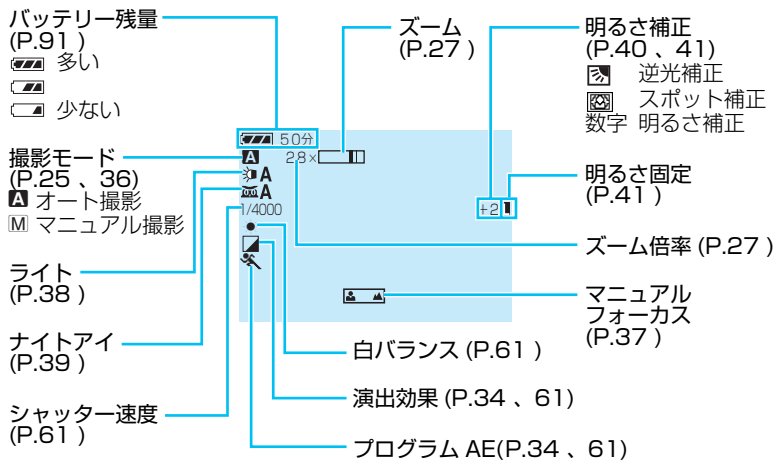 バッテリー残量
(P.91 )
多い
少ない
撮影モード
(P.25 、36)
A オート撮影
M マニュアル撮影
ライト
(P.38 )
ナイトアイ
(P.39 )
シャッター速度
(P.61 )
ズーム
(P.27 )
明るさ補正
(P.40 、41)
逆光補正
スポット補正
数字 明るさ補正
明るさ固定
(P.41 )
ズーム倍率 (P.27 )
マニュアル
フォーカス
(P.37 )
白バランス (P.61 )
演出効果 (P.34 、61)
プログラム AE(P.34 、61)
50分
A 28×
A
A
1/4000
+2